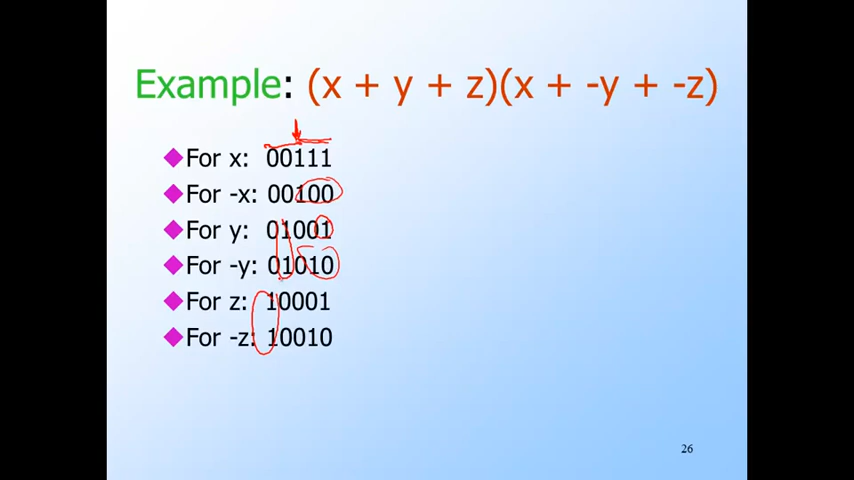 Example: (x + y + z)(x + -y + -z)
For x: 00111
For -x: 00100
For y: 01001
For -y: 01010
For z: 10001
For -z: 10010
26